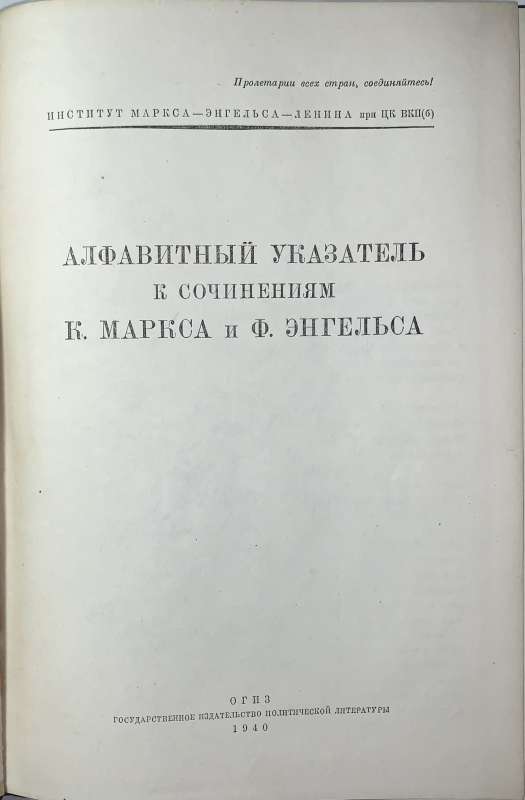 Пролетарии всех стран, соединяйтесь!
ИНСТИТУТ МАРКСА—ЭНГЕЛЬСА—ЛЕНИНА при ЦК ВКП(б)
АЛФАВИТНЫЙ УКАЗАТЕЛЬ
К СОЧИНЕНИЯМ
К. МАРКСА и Ф. ЭНГЕЛЬСА
ОГИЗ
ГОСУДАРСТВЕННОЕ ИЗДАТЕЛЬСТВО ПОЛИТИЧЕСКОЙ ЛИТЕРАТУРЫ
1940